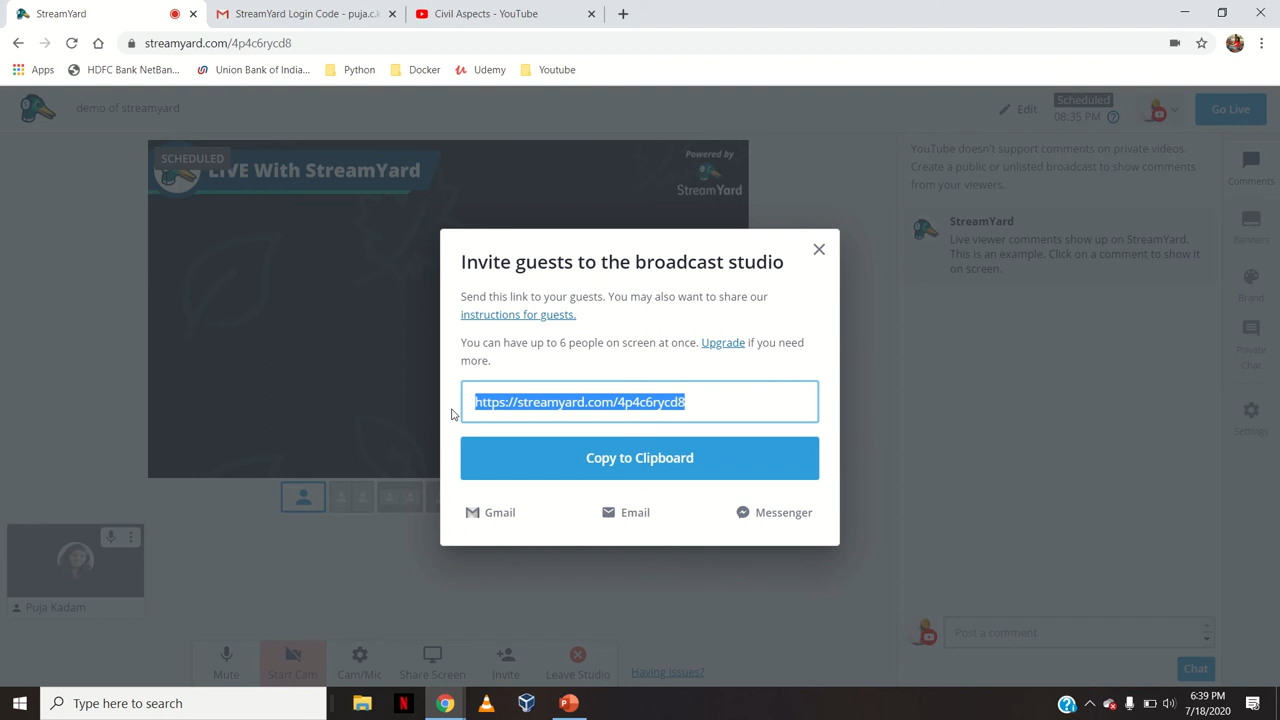 StreamYard
StreamYard Login Code - puja.c.k
Civil Aspects - YouTube
streamyard.com/4p4c6rycd8
Apps
HDFC Bank NetBan...
Union Bank of India...
Python
Docker
Udemy
Youtube
demo of streamyard
Edit
Scheduled
08:35 PM
Go Live
SCHEDULED
LIVE With StreamYard
Powered by
StreamYard
YouTube doesn't support comments on private videos.
Create a public or unlisted broadcast to show comments
from your viewers.
StreamYard
Live viewer comments show up on StreamYard.
This is an example. Click on a comment to show it
on screen.
Comments
Banners
Brand
Private
Chat
Settings
Invite guests to the broadcast studio
Send this link to your guests. You may also want to share our
instructions for guests.
You can have up to 6 people on screen at once. Upgrade if you need
more.
https://streamyard.com/4p4c6rycd8
Copy to Clipboard
Gmail
Email
Messenger
Puja Kadam
Mute
Start Cam
Cam/Mic
Share Screen
Invite
Leave Studio
Having issues?
Post a comment
Chat
Type here to search
6:39 PM
7/18/2020